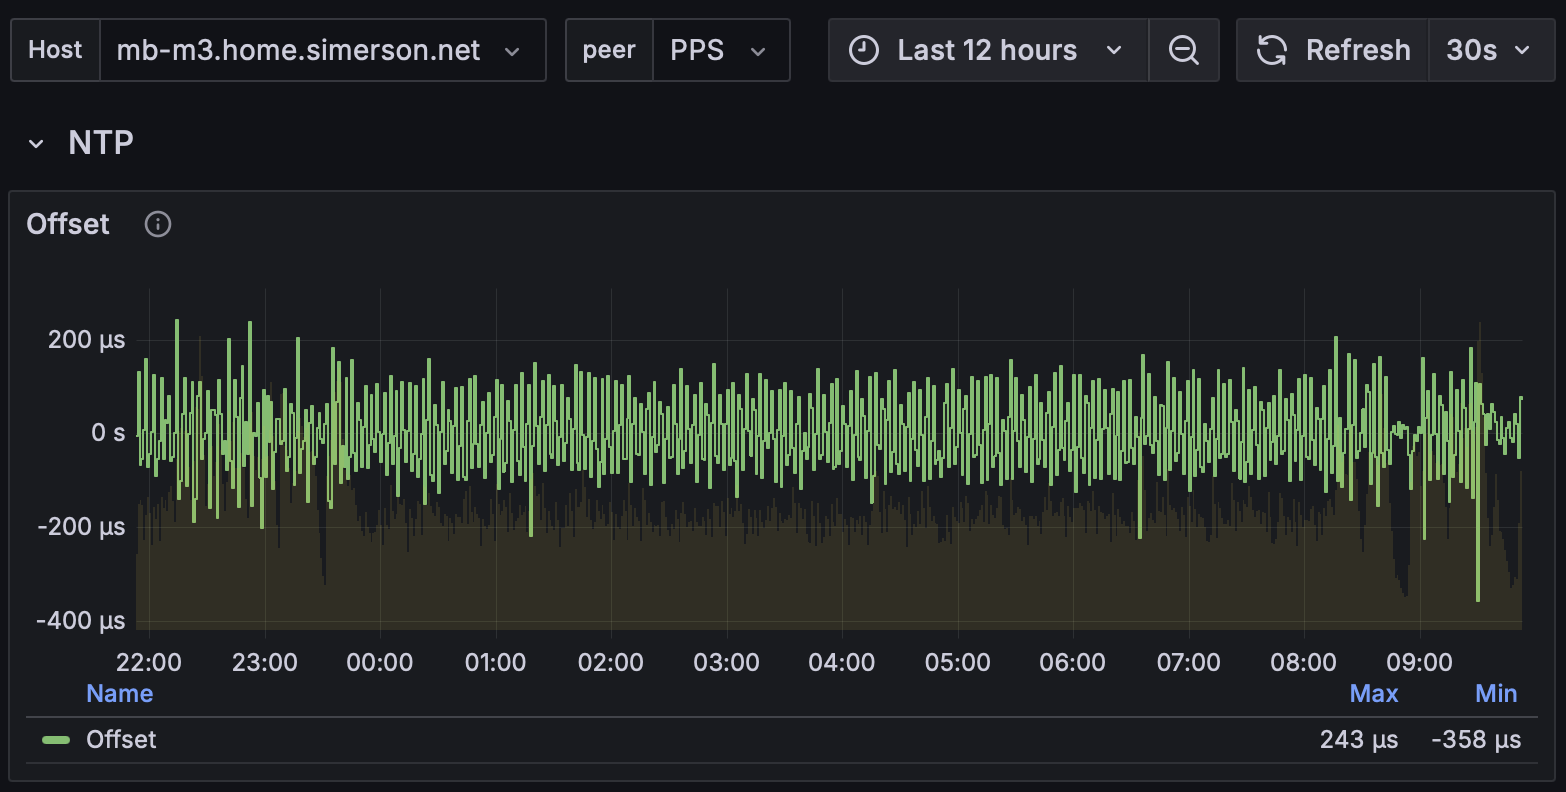 Host mb-m3.home.simerson.net peer PPS Last 12 hours Refresh 30s
NTP
Offset
200 µs
0 s
-200 µs
-400 µs
22:00 23:00 00:00 01:00 02:00 03:00 04:00 05:00 06:00 07:00 08:00 09:00
Name Max Min
Offset 243 µs -358 µs